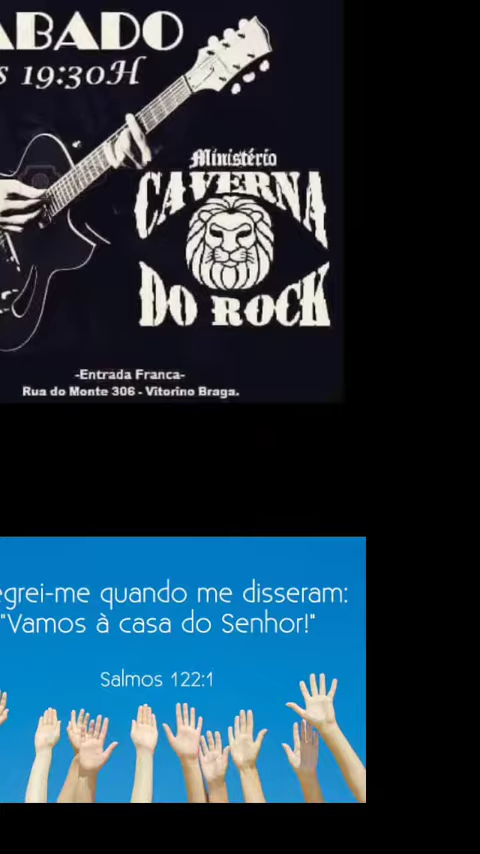 ABADO
s 19:30H
Ministério
CAVERNA
DO ROCK
-Entrada Franca-
Rua do Monte 306 - Vitorino Braga.
egrei-me quando me disseram:
"Vamos à casa do Senhor!"
Salmos 122:1